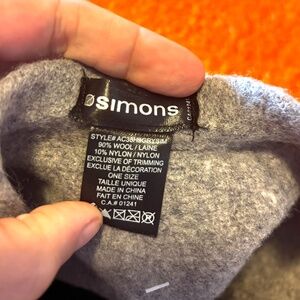 simons
STYLE# AC38HI
90% WOOL / LAINE
10% NYLON / NYLON
EXCLUSIVE OF TRIMMING
EXCLUE LA DÉCORATION
ONE SIZE
TAILLE UNIQUE
MADE IN CHINA
FAIT EN CHINE
C.A.# 01241